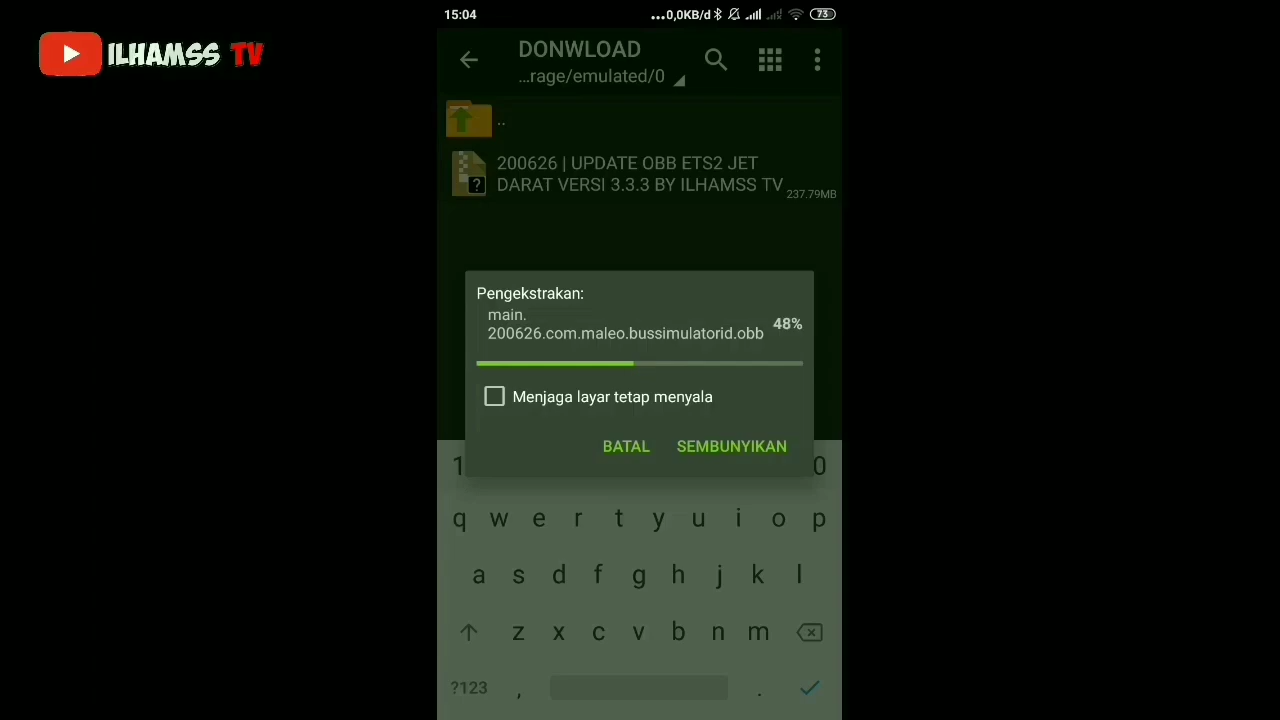 ILHAMSS TV
15:04
...0,0KB/d
73
DONWLOAD
...rage/emulated/0
..
200626 | UPDATE OBB ETS2 JET
DARAT VERSI 3.3.3 BY ILHAMSS TV
237.79MB
?
Pengekstrakan:
main.
200626.com.maleo.bussimulatorid.obb
48%
Menjaga layar tetap menyala
BATAL
SEMBUNYIKAN
1
0
q w e r t y u i o p
a s d f g h j k l
z x c v b n m
?123 , .